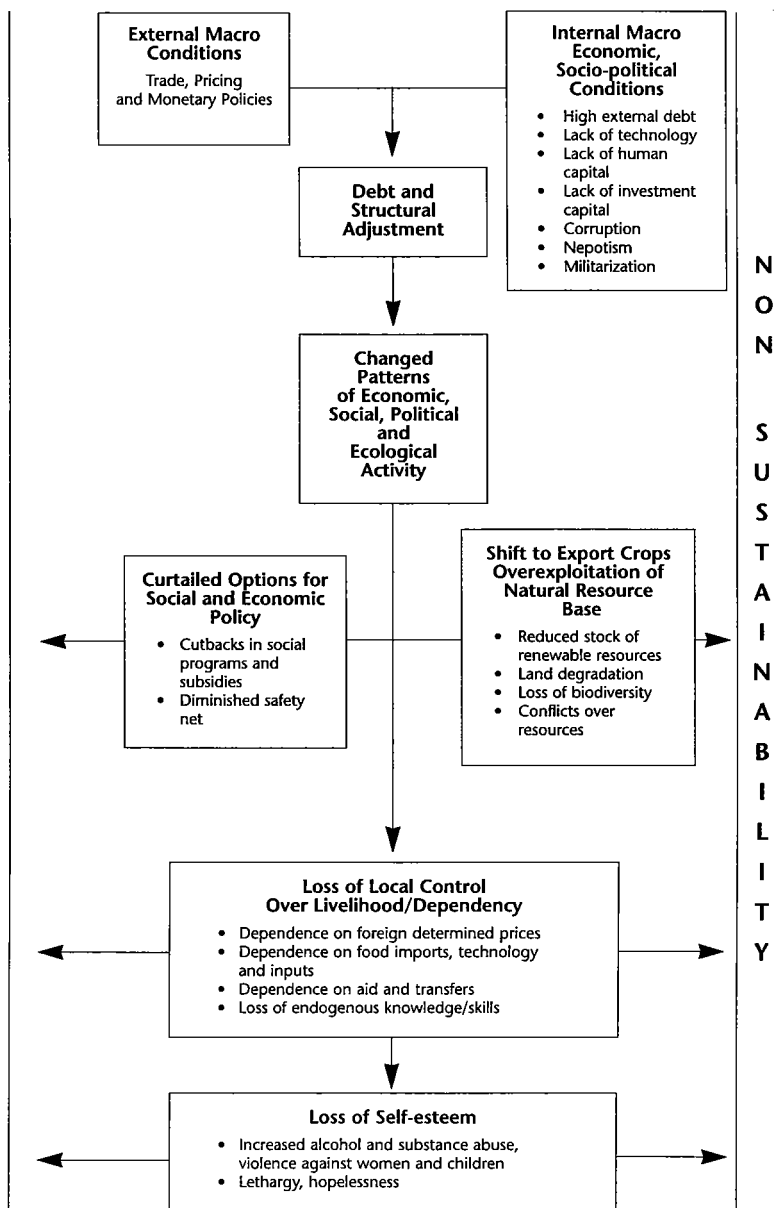 External Macro
Conditions
Trade, Pricing
and Monetary Policies
Internal Macro
Economic,
Socio-political
Conditions
• High external debt
• Lack of technology
• Lack of human
capital
• Lack of investment
capital
• Corruption
• Nepotism
• Militarization
Debt and
Structural
Adjustment
Changed
Patterns
of Economic,
Social, Political
and
Ecological
Activity
Curtailed Options for
Social and Economic
Policy
• Cutbacks in social
programs and
subsidies
• Diminished safety
net
Shift to Export Crops
Overexploitation of
Natural Resource
Base
• Reduced stock of
renewable resources
• Land degradation
• Loss of biodiversity
• Conflicts over
resources
Loss of Local Control
Over Livelihood/Dependency
• Dependence on foreign determined prices
• Dependence on food imports, technology
and inputs
• Dependence on aid and transfers
• Loss of endogenous knowledge/skills
Loss of Self-esteem
• Increased alcohol and substance abuse,
violence against women and children
• Lethargy, hopelessness
NON SUSTAINABILITY